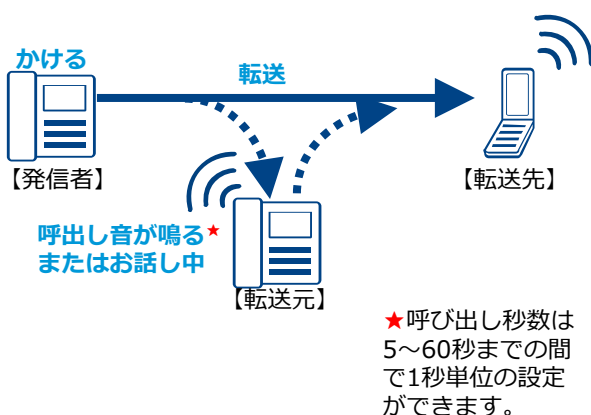 かける
転送
【発信者】
【転送先】
呼出し音が鳴る★
またはお話し中
【転送元】
★呼び出し秒数は
5～60秒までの間
で1秒単位の設定
ができます。